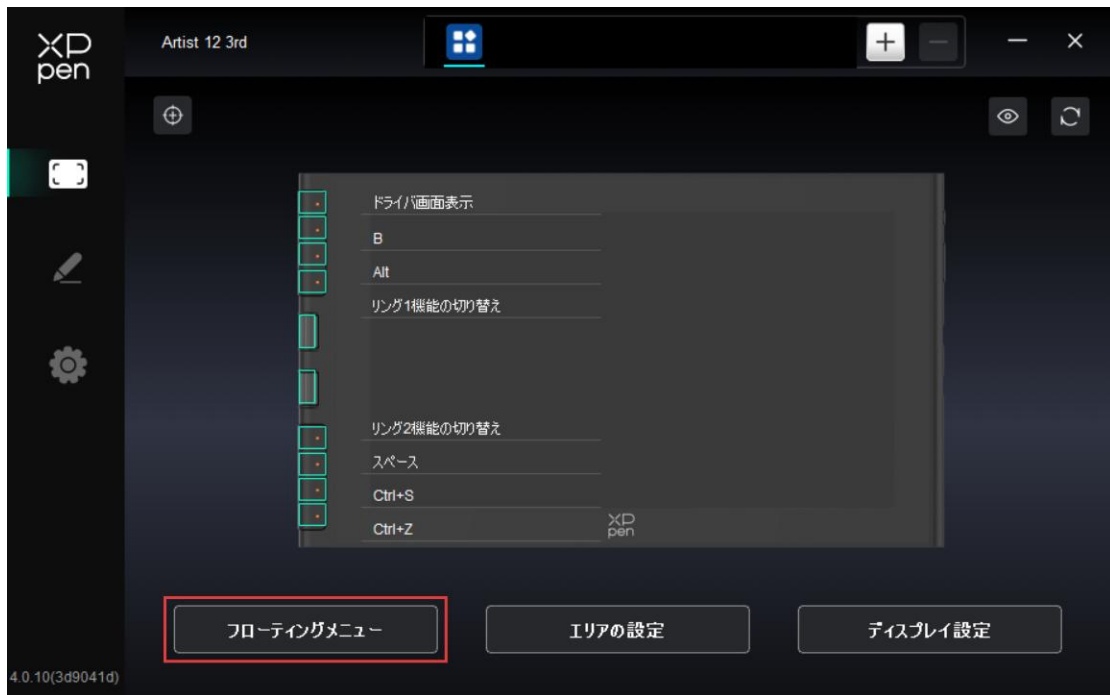 XP
pen
Artist 12 3rd
ドライバ画面表示
B
Alt
リング1機能の切り替え
リング2機能の切り替え
スペース
Ctrl+S
Ctrl+Z
XP
pen
フローティングメニュー
エリアの設定
ディスプレイ設定
4.0.10(3d9041d)